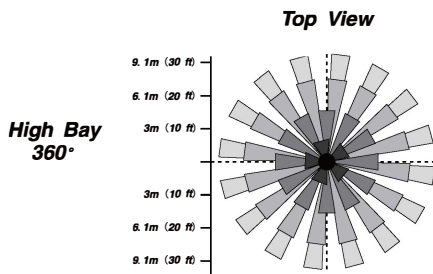 Top View
9. 1m (30 ft)
6. 1m (20 ft)
3m (10 ft)
High Bay
360°
3m (10 ft)
6. 1m (20 ft)
9. 1m (30 ft)